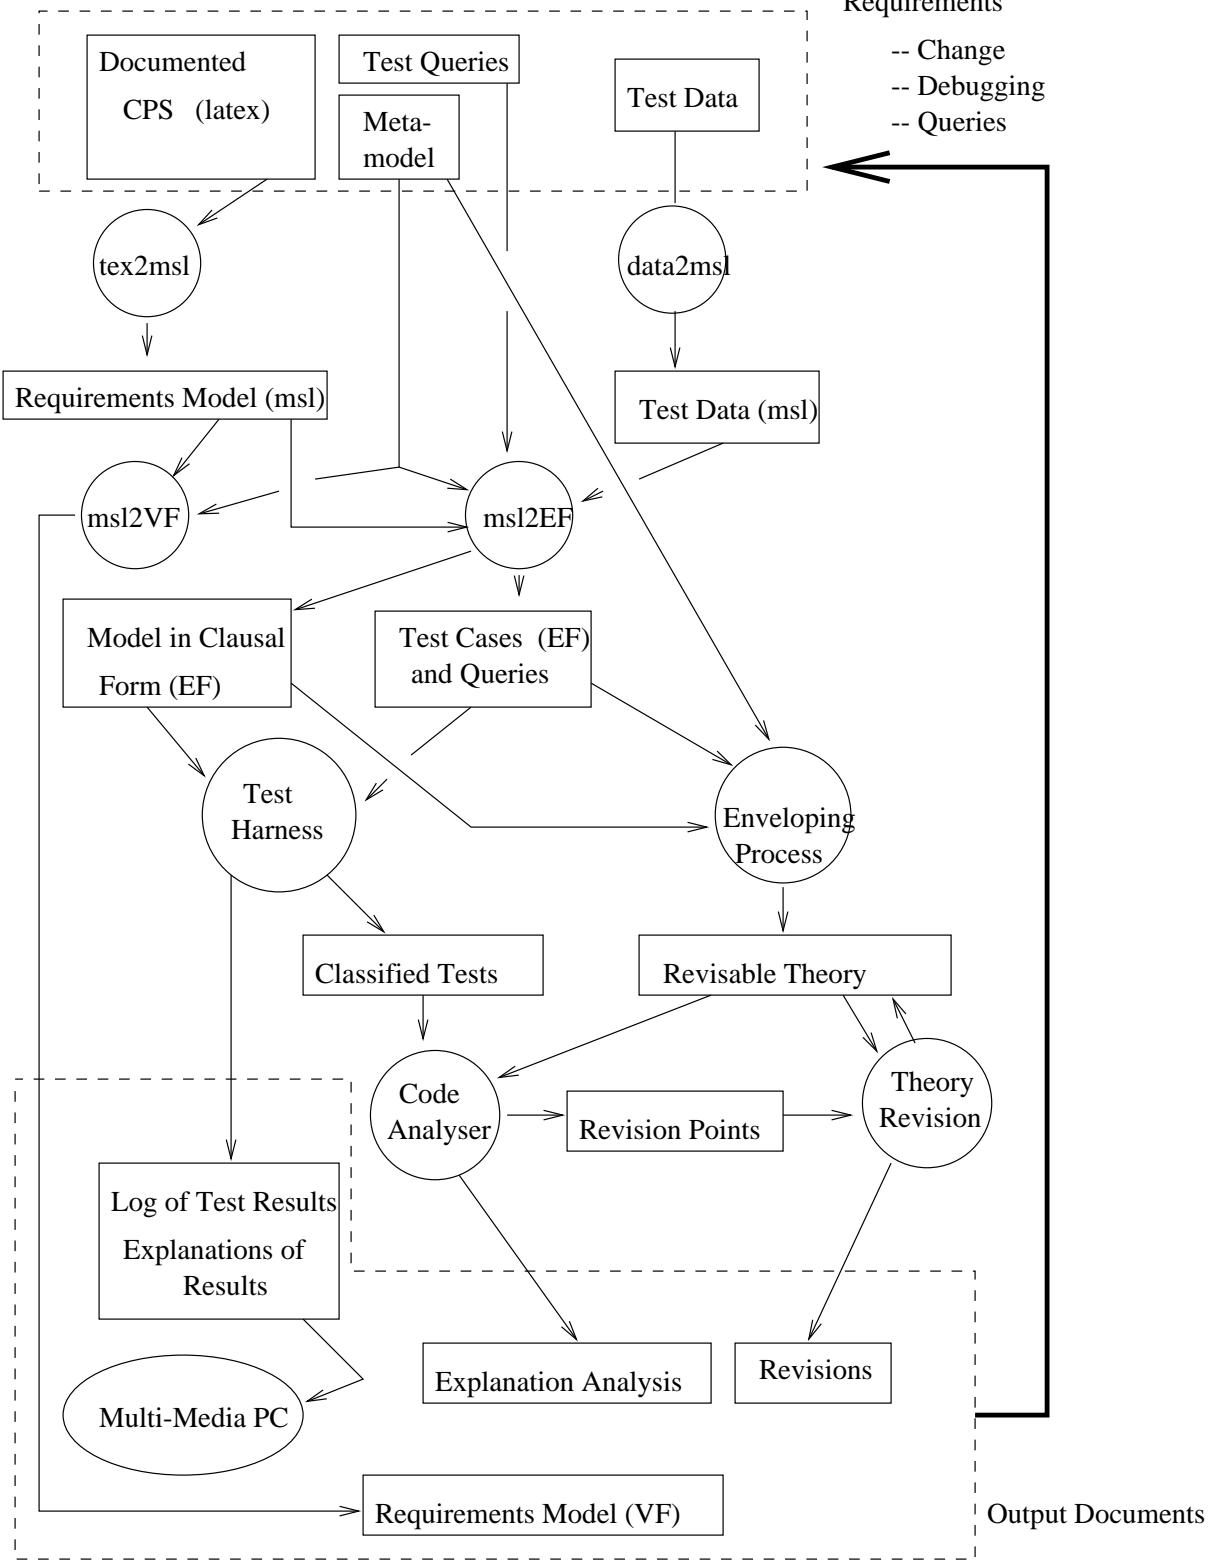 Requirements
-- Change
-- Debugging
-- Queries
Documented
CPS (latex)
Test Queries
Meta-
model
Test Data
tex2msl
data2msl
Requirements Model (msl)
Test Data (msl)
msl2VF
msl2EF
Model in Clausal
Form (EF)
Test Cases (EF)
and Queries
Test
Harness
Enveloping
Process
Classified Tests
Revisable Theory
Code
Analyser
Revision Points
Theory
Revision
Log of Test Results
Explanations of
Results
Explanation Analysis
Revisions
Multi-Media PC
Requirements Model (VF)
Output Documents